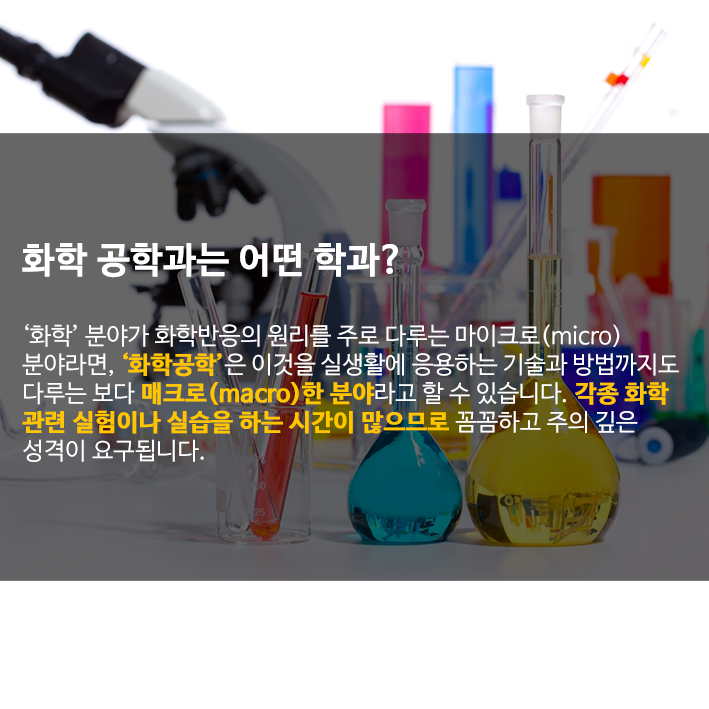 화학 공학과는 어떤 학과?
‘화학’ 분야가 화학반응의 원리를 주로 다루는 마이크로(micro)
분야라면, ‘화학공학’은 이것을 실생활에 응용하는 기술과 방법까지도
다루는 보다 매크로(macro)한 분야라고 할 수 있습니다. 각종 화학
관련 실험이나 실습을 하는 시간이 많으므로 꼼꼼하고 주의 깊은
성격이 요구됩니다.
50
25